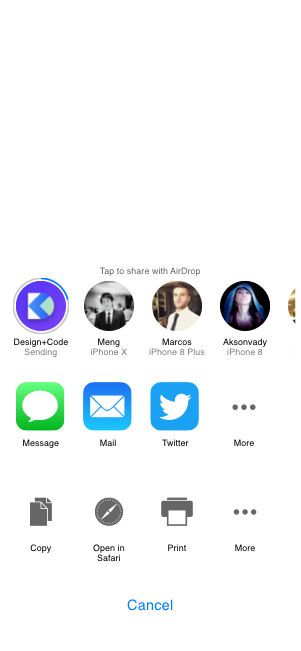 Tap to share with AirDrop
Design+Code Meng Marcos Aksonvady
Sending iPhone X iPhone 8 Plus iPhone 8
Message Mail Twitter More
Copy Open in Safari Print More
Cancel